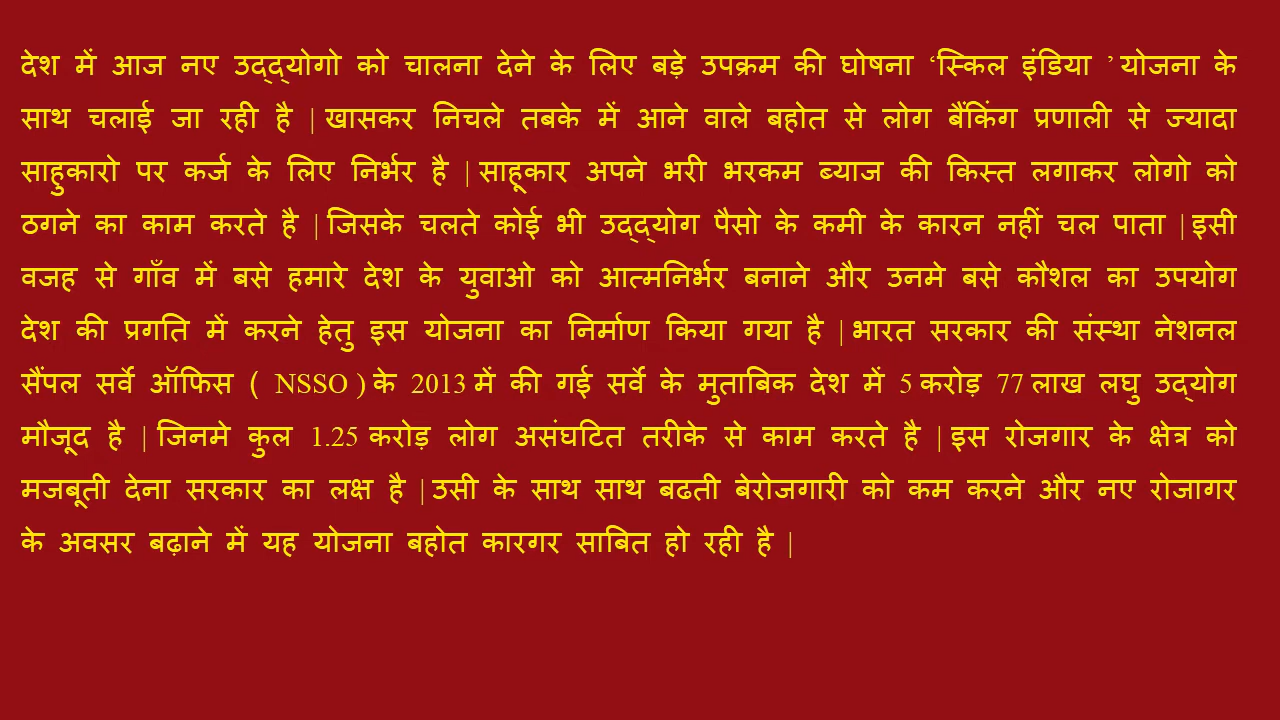 देश में आज नए उद्द्योगो को चालना देने के लिए बड़े उपक्रम की घोषना ‘स्किल इंडिया ’ योजना के
साथ चलाई जा रही है | खासकर निचले तबके में आने वाले बहोत से लोग बैंकिंग प्रणाली से ज्यादा
साहुकारो पर कर्ज के लिए निर्भर है | साहूकार अपने भरी भरकम ब्याज की किस्त लगाकर लोगो को
ठगने का काम करते है | जिसके चलते कोई भी उद्द्योग पैसो के कमी के कारन नहीं चल पाता | इसी
वजह से गाँव में बसे हमारे देश के युवाओ को आत्मनिर्भर बनाने और उनमे बसे कौशल का उपयोग
देश की प्रगति में करने हेतु इस योजना का निर्माण किया गया है | भारत सरकार की संस्था नेशनल
सैंपल सर्वे ऑफिस ( NSSO ) के 2013 में की गई सर्वे के मुताबिक देश में 5 करोड़ 77 लाख लघु उद्योग
मौजूद है | जिनमे कुल 1.25 करोड़ लोग असंघटित तरीके से काम करते है | इस रोजगार के क्षेत्र को
मजबूती देना सरकार का लक्ष है | उसी के साथ साथ बढती बेरोजगारी को कम करने और नए रोजागर
के अवसर बढ़ाने में यह योजना बहोत कारगर साबित हो रही है |